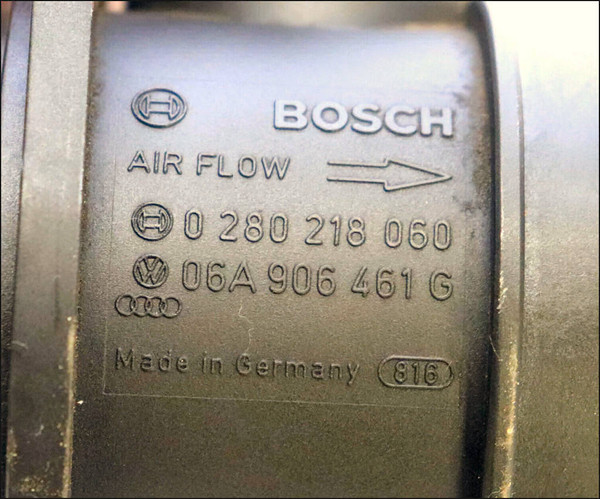 BOSCH
AIR FLOW
0 280 218 060
06A 906 461 G
Made in Germany 816